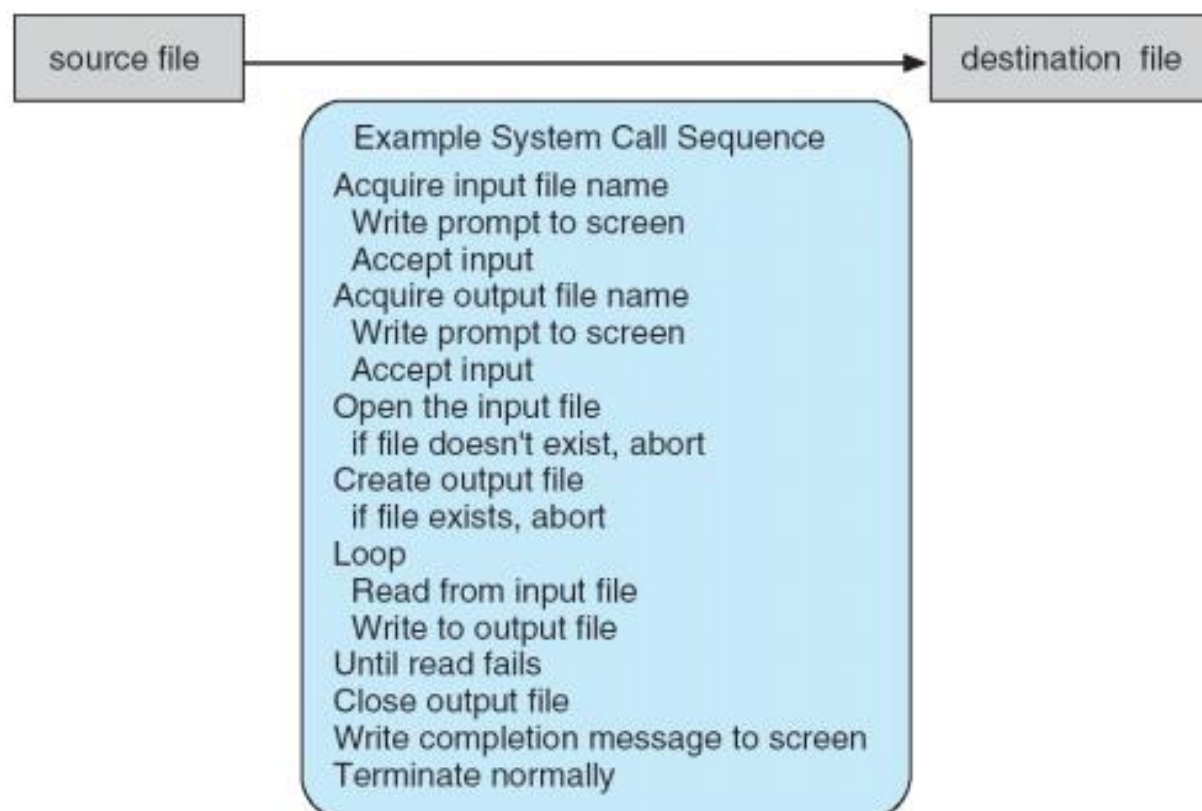 source file
destination file
Example System Call Sequence
Acquire input file name
Write prompt to screen
Accept input
Acquire output file name
Write prompt to screen
Accept input
Open the input file
if file doesn't exist, abort
Create output file
if file exists, abort
Loop
Read from input file
Write to output file
Until read fails
Close output file
Write completion message to screen
Terminate normally